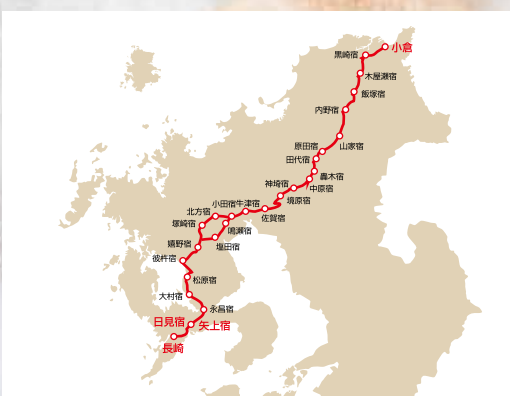 小倉
黒崎宿
木屋瀬宿
飯塚宿
内野宿
山家宿
原田宿
田代宿
轟木宿
中原宿
神埼宿
境原宿
佐賀宿
牛津宿
小田宿
北方宿
鳴瀬宿
塚崎宿
塩田宿
嬉野宿
彼杵宿
松原宿
大村宿
永昌宿
日見宿
矢上宿
長崎